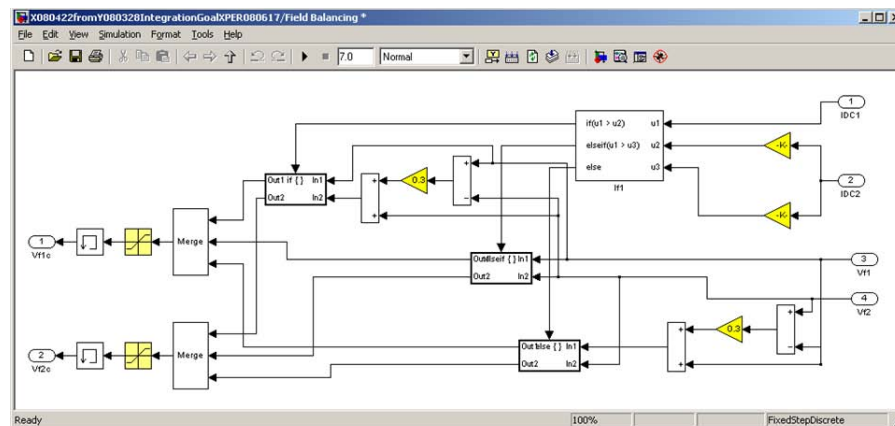 X080422fromY080328IntegrationGoalXPER080617/Field Balancing *
File Edit View Simulation Format Tools Help
7.0 Normal
1
IDC1
if(u1 > u2) u1
elseif(u1 > u3) u2
else u3
If1
-K-
2
IDC2
-K-
Out1 if { } In1
Out2 In2
+
+
0.3
+
−
Merge
1
Vf1c
elseif { } In1
Out2 In2
3
Vf1
4
Vf2
+
−
0.3
+
+
else { } In1
Out2 In2
Merge
2
Vf2c
Ready 100% FixedStepDiscrete